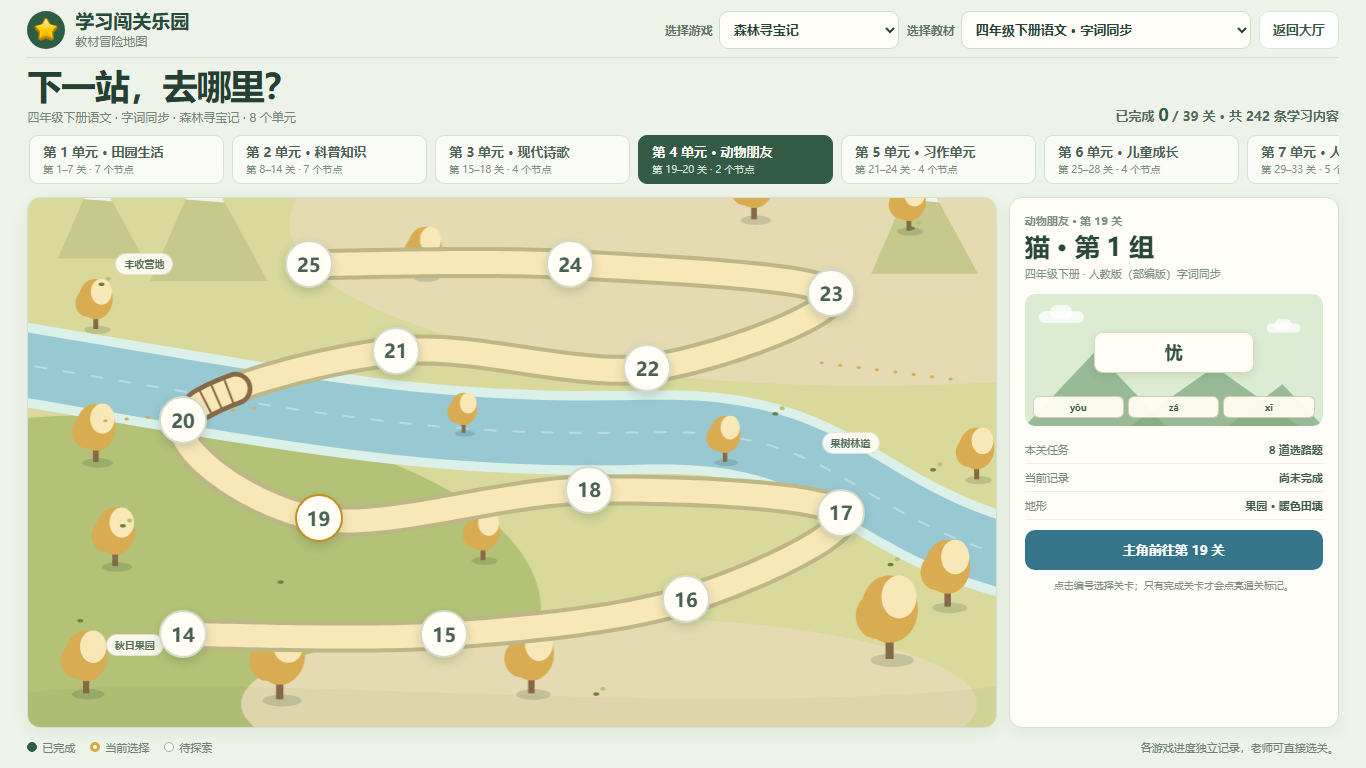 学习闯关乐园
教材冒险地图
选择游戏 森林寻宝记 选择教材 四年级下册语文 • 字词同步 返回大厅
下一站，去哪里？
四年级下册语文 · 字词同步 · 森林寻宝记 · 8 个单元
已完成 0 / 39 关 • 共 242 条学习内容
第 1 单元 • 田园生活
第 1–7 关 · 7 个节点
第 2 单元 • 科普知识
第 8–14 关 · 7 个节点
第 3 单元 • 现代诗歌
第 15–18 关 · 4 个节点
第 4 单元 • 动物朋友
第 19–20 关 · 2 个节点
第 5 单元 • 习作单元
第 21–24 关 · 4 个节点
第 6 单元 • 儿童成长
第 25–28 关 · 4 个节点
第 7 单元 • 人
第 29–33 关 · 5
丰收营地
25
24
23
21
22
20
果树林道
19
18
17
16
秋日果园
14
15
动物朋友 • 第 19 关
猫 • 第 1 组
四年级下册 · 人教版（部编版）字词同步
忧
yōu
zá
xī
本关任务 8 道选路题
当前记录 尚未完成
地形 果园 • 暖色田埂
主角前往第 19 关
点击编号选择关卡；只有完成关卡才会点亮通关标记。
已完成 当前选择 待探索
各游戏进度独立记录，老师可直接选关。